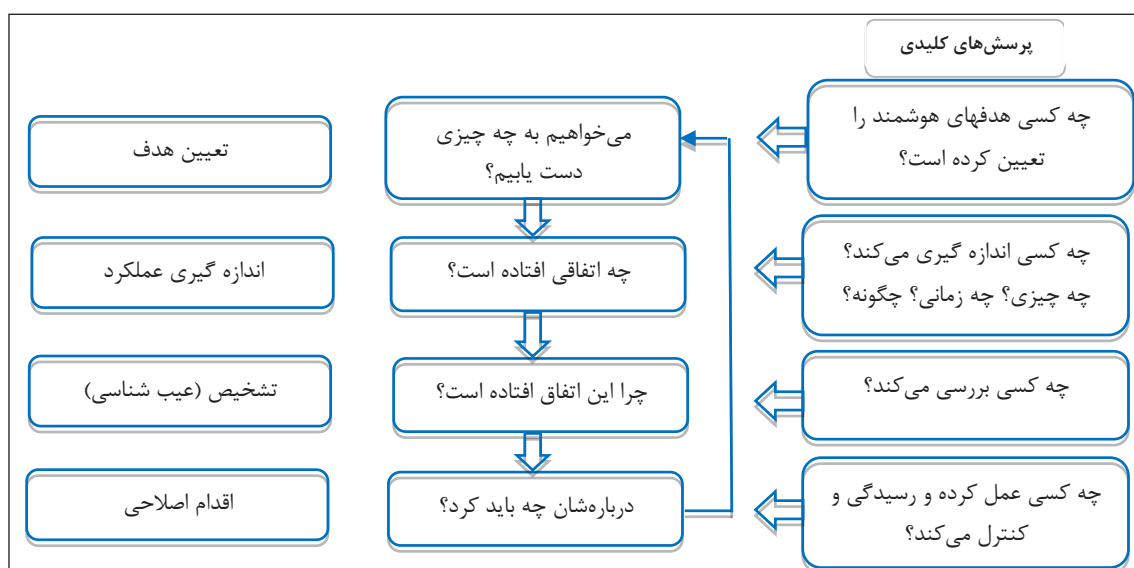 پرسش‌های کلیدی
چه کسی هدفهای هوشمند را
تعیین کرده است؟
می‌خواهیم به چه چیزی
دست یابیم؟
تعیین هدف
چه کسی اندازه گیری می‌کند؟
چه چیزی؟ چه زمانی؟ چگونه؟
چه اتفاقی افتاده است؟
اندازه گیری عملکرد
چه کسی بررسی می‌کند؟
چرا این اتفاق افتاده است؟
تشخیص (عیب شناسی)
چه کسی عمل کرده و رسیدگی و
کنترل می‌کند؟
درباره‌شان چه باید کرد؟
اقدام اصلاحی